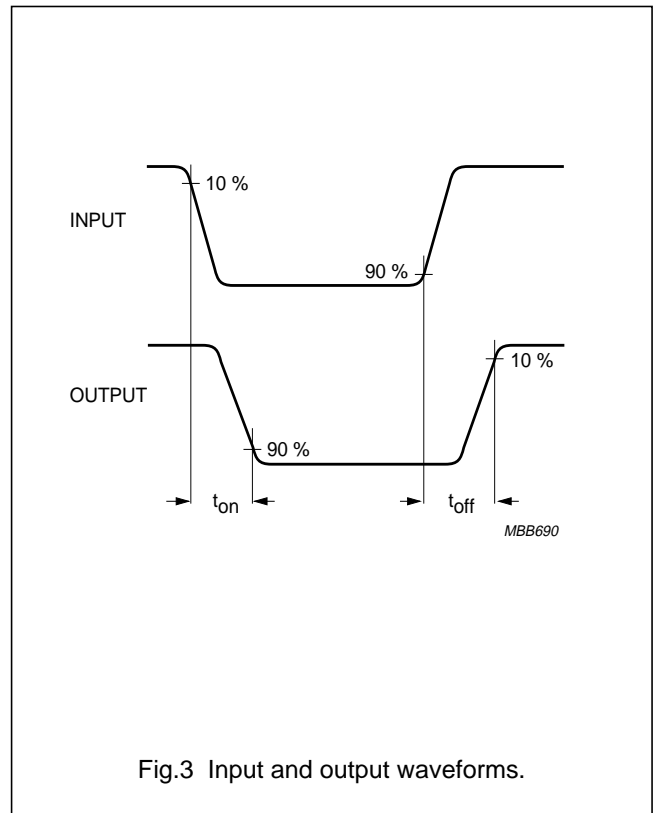 10 %
INPUT
90 %
10 %
OUTPUT
90 %
ton
toff
MBB690
Fig.3 Input and output waveforms.